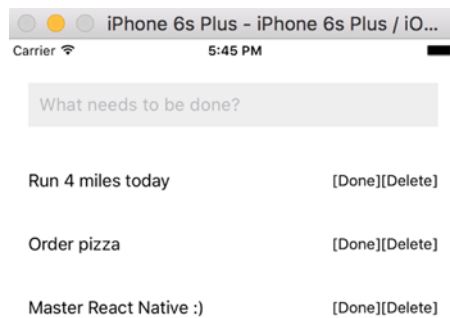 iPhone 6s Plus - iPhone 6s Plus / iO...
Carrier 5:45 PM
What needs to be done?
Run 4 miles today [Done][Delete]
Order pizza [Done][Delete]
Master React Native :) [Done][Delete]